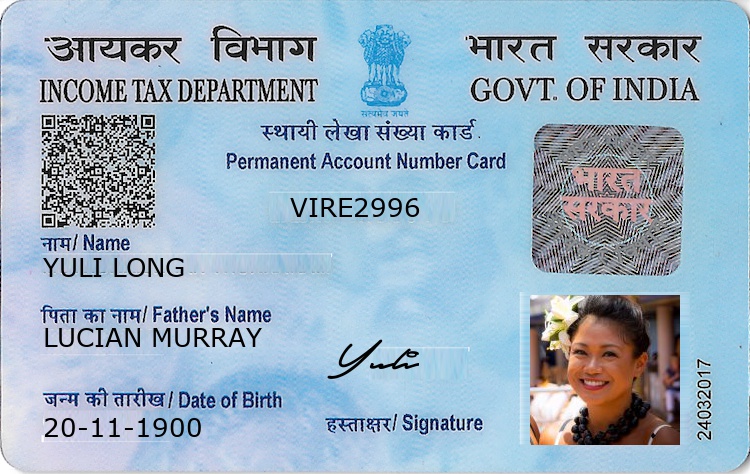 आयकर विभाग
भारत सरकार
INCOME TAX DEPARTMENT
GOVT. OF INDIA
सत्यमेव जयते
स्थायी लेखा संख्या कार्ड
Permanent Account Number Card
VIRE2996
भारत
सरकार
नाम/ Name
YULI LONG
पिता का नाम/ Father's Name
LUCIAN MURRAY
Yuli
जन्म की तारीख/ Date of Birth
20-11-1900
हस्ताक्षर/ Signature
24032017